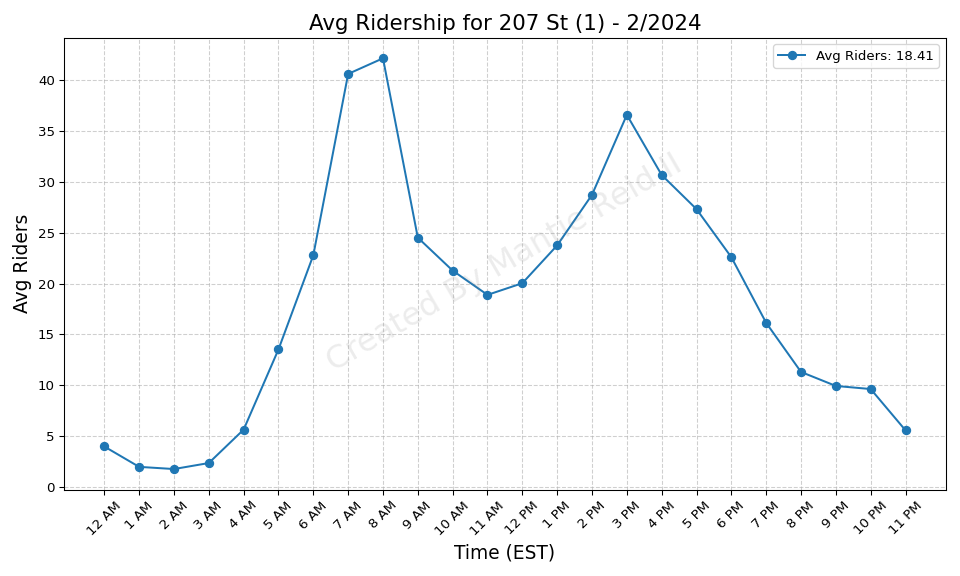 Avg Ridership for 207 St (1) - 2/2024
Avg Riders: 18.41
Avg Riders
40
35
30
25
20
15
10
5
0
Created By Mantic Reid II
12 AM
1 AM
2 AM
3 AM
4 AM
5 AM
6 AM
7 AM
8 AM
9 AM
10 AM
11 AM
12 PM
1 PM
2 PM
3 PM
4 PM
5 PM
6 PM
7 PM
8 PM
9 PM
10 PM
11 PM
Time (EST)